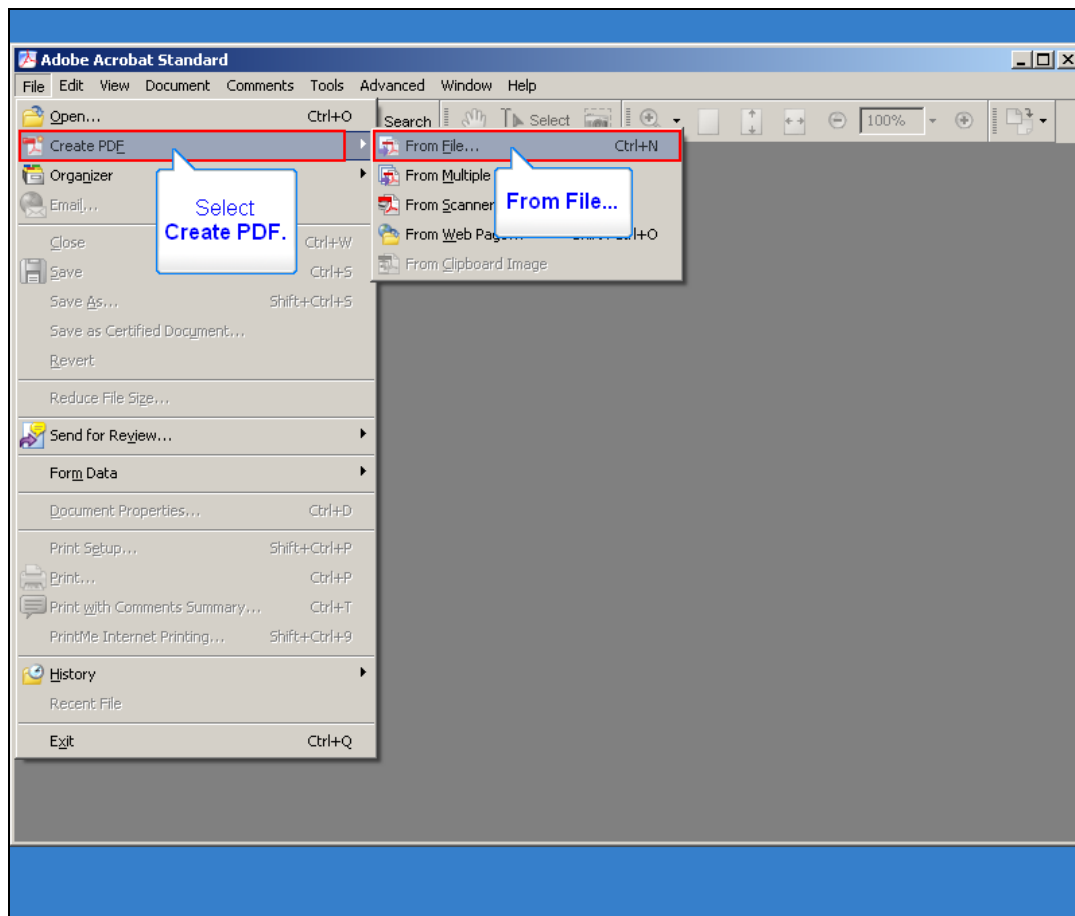 Adobe Acrobat Standard
File Edit View Document Comments Tools Advanced Window Help
Open... Ctrl+O
Search Select 100%
Create PDF
From File... Ctrl+N
Organizer
From Multiple
Email...
From Scanner
Select
Create PDF.
From File...
Close Ctrl+W
From Web Page... Shift+Ctrl+O
Save Ctrl+S
From Clipboard Image
Save As... Shift+Ctrl+S
Save as Certified Document...
Revert
Reduce File Size...
Send for Review...
Form Data
Document Properties... Ctrl+D
Print Setup... Shift+Ctrl+P
Print... Ctrl+P
Print with Comments Summary... Ctrl+T
PrintMe Internet Printing... Shift+Ctrl+9
History
Recent File
Exit Ctrl+Q